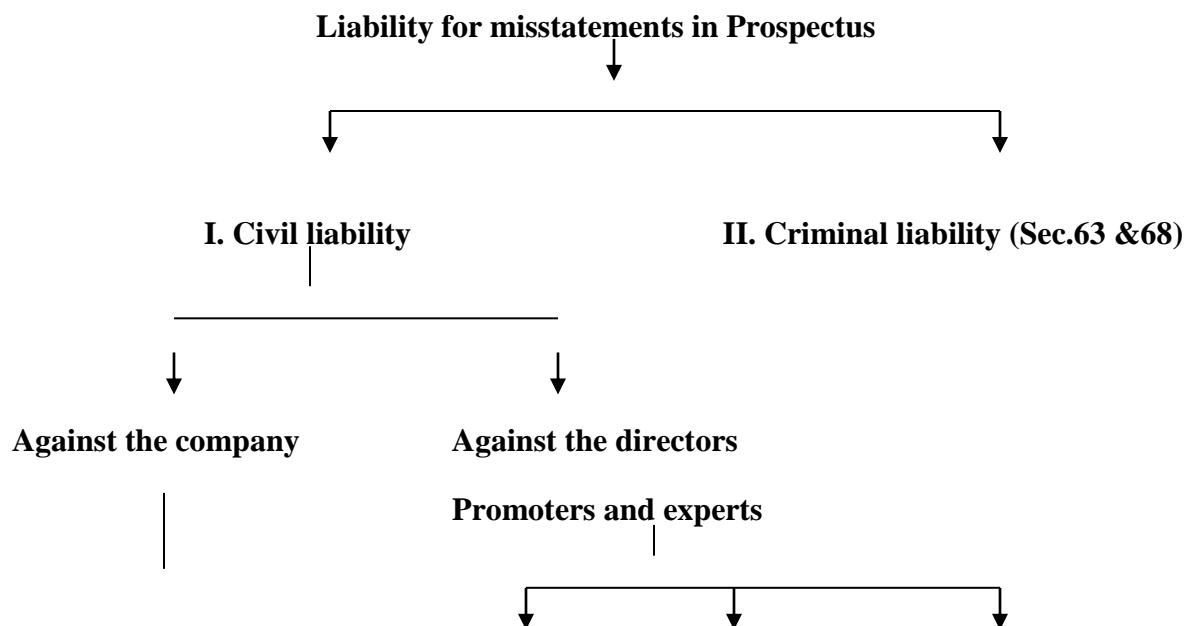 Liability for misstatements in Prospectus
I. Civil liability
II. Criminal liability (Sec.63 &68)
Against the company
Against the directors
Promoters and experts